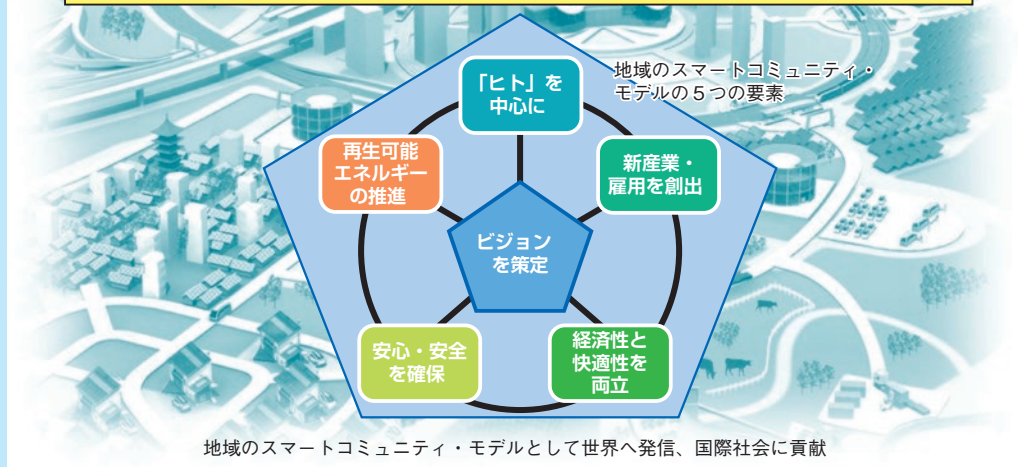 地域のスマートコミュニティ・
モデルの５つの要素
「ヒト」を
中心に
再生可能
エネルギー
の推進
新産業・
雇用を創出
ビジョン
を策定
安心・安全
を確保
経済性と
快適性を
両立
地域のスマートコミュニティ・モデルとして世界へ発信、国際社会に貢献